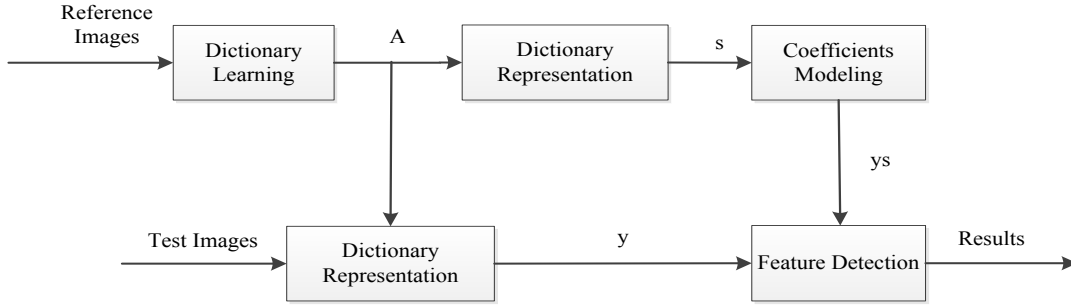 Reference
Images
Dictionary
Learning
A
Dictionary
Representation
s
Coefficients
Modeling
ys
Test Images
Dictionary
Representation
y
Feature Detection
Results